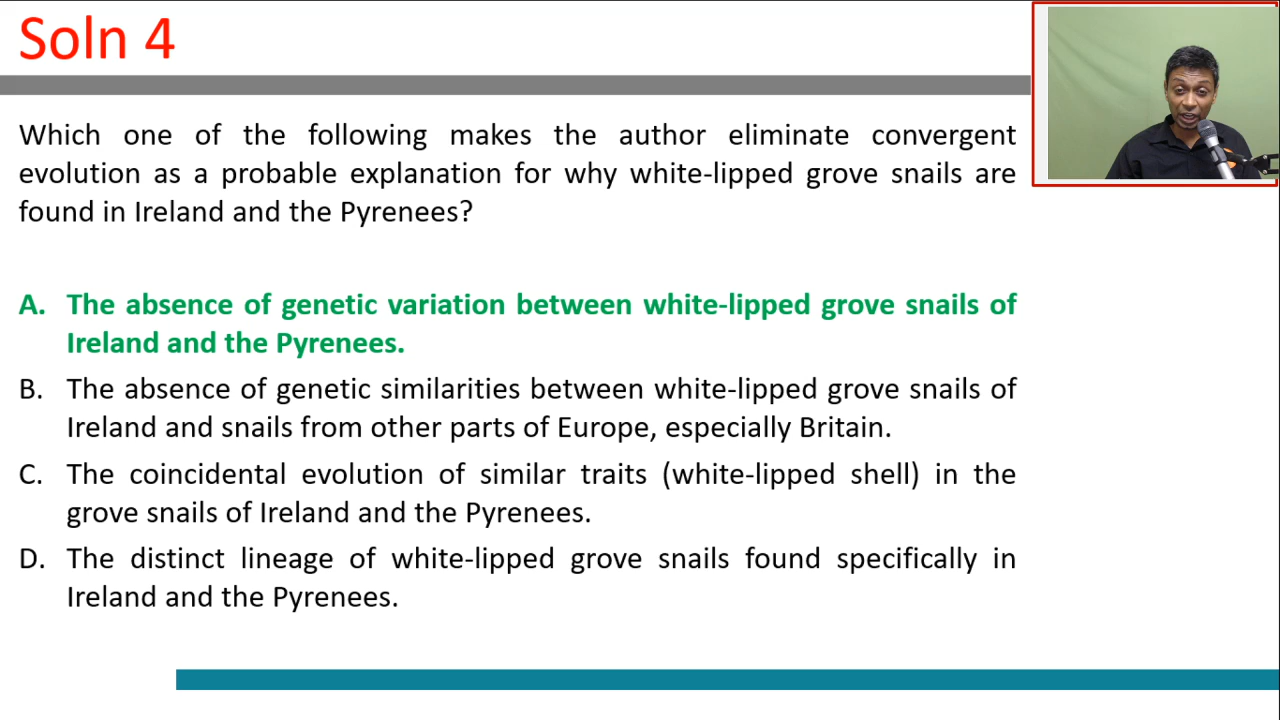 Soln 4
Which one of the following makes the author eliminate convergent
evolution as a probable explanation for why white-lipped grove snails are
found in Ireland and the Pyrenees?
A. The absence of genetic variation between white-lipped grove snails of
Ireland and the Pyrenees.
B. The absence of genetic similarities between white-lipped grove snails of
Ireland and snails from other parts of Europe, especially Britain.
C. The coincidental evolution of similar traits (white-lipped shell) in the
grove snails of Ireland and the Pyrenees.
D. The distinct lineage of white-lipped grove snails found specifically in
Ireland and the Pyrenees.